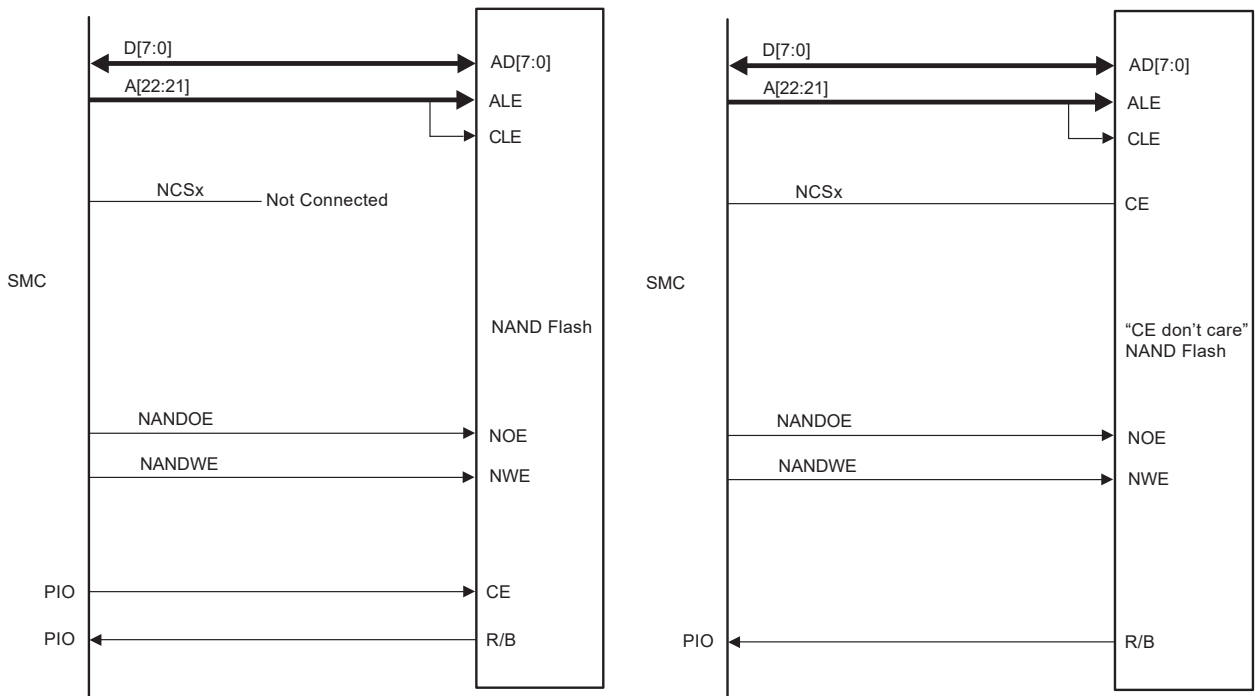 D[7:0]
AD[7:0]
A[22:21]
ALE
CLE
NCSx
Not Connected
SMC
NAND Flash
NANDOE
NOE
NANDWE
NWE
PIO
CE
PIO
R/B
D[7:0]
AD[7:0]
A[22:21]
ALE
CLE
NCSx
CE
SMC
“CE don’t care”
NAND Flash
NANDOE
NOE
NANDWE
NWE
PIO
R/B